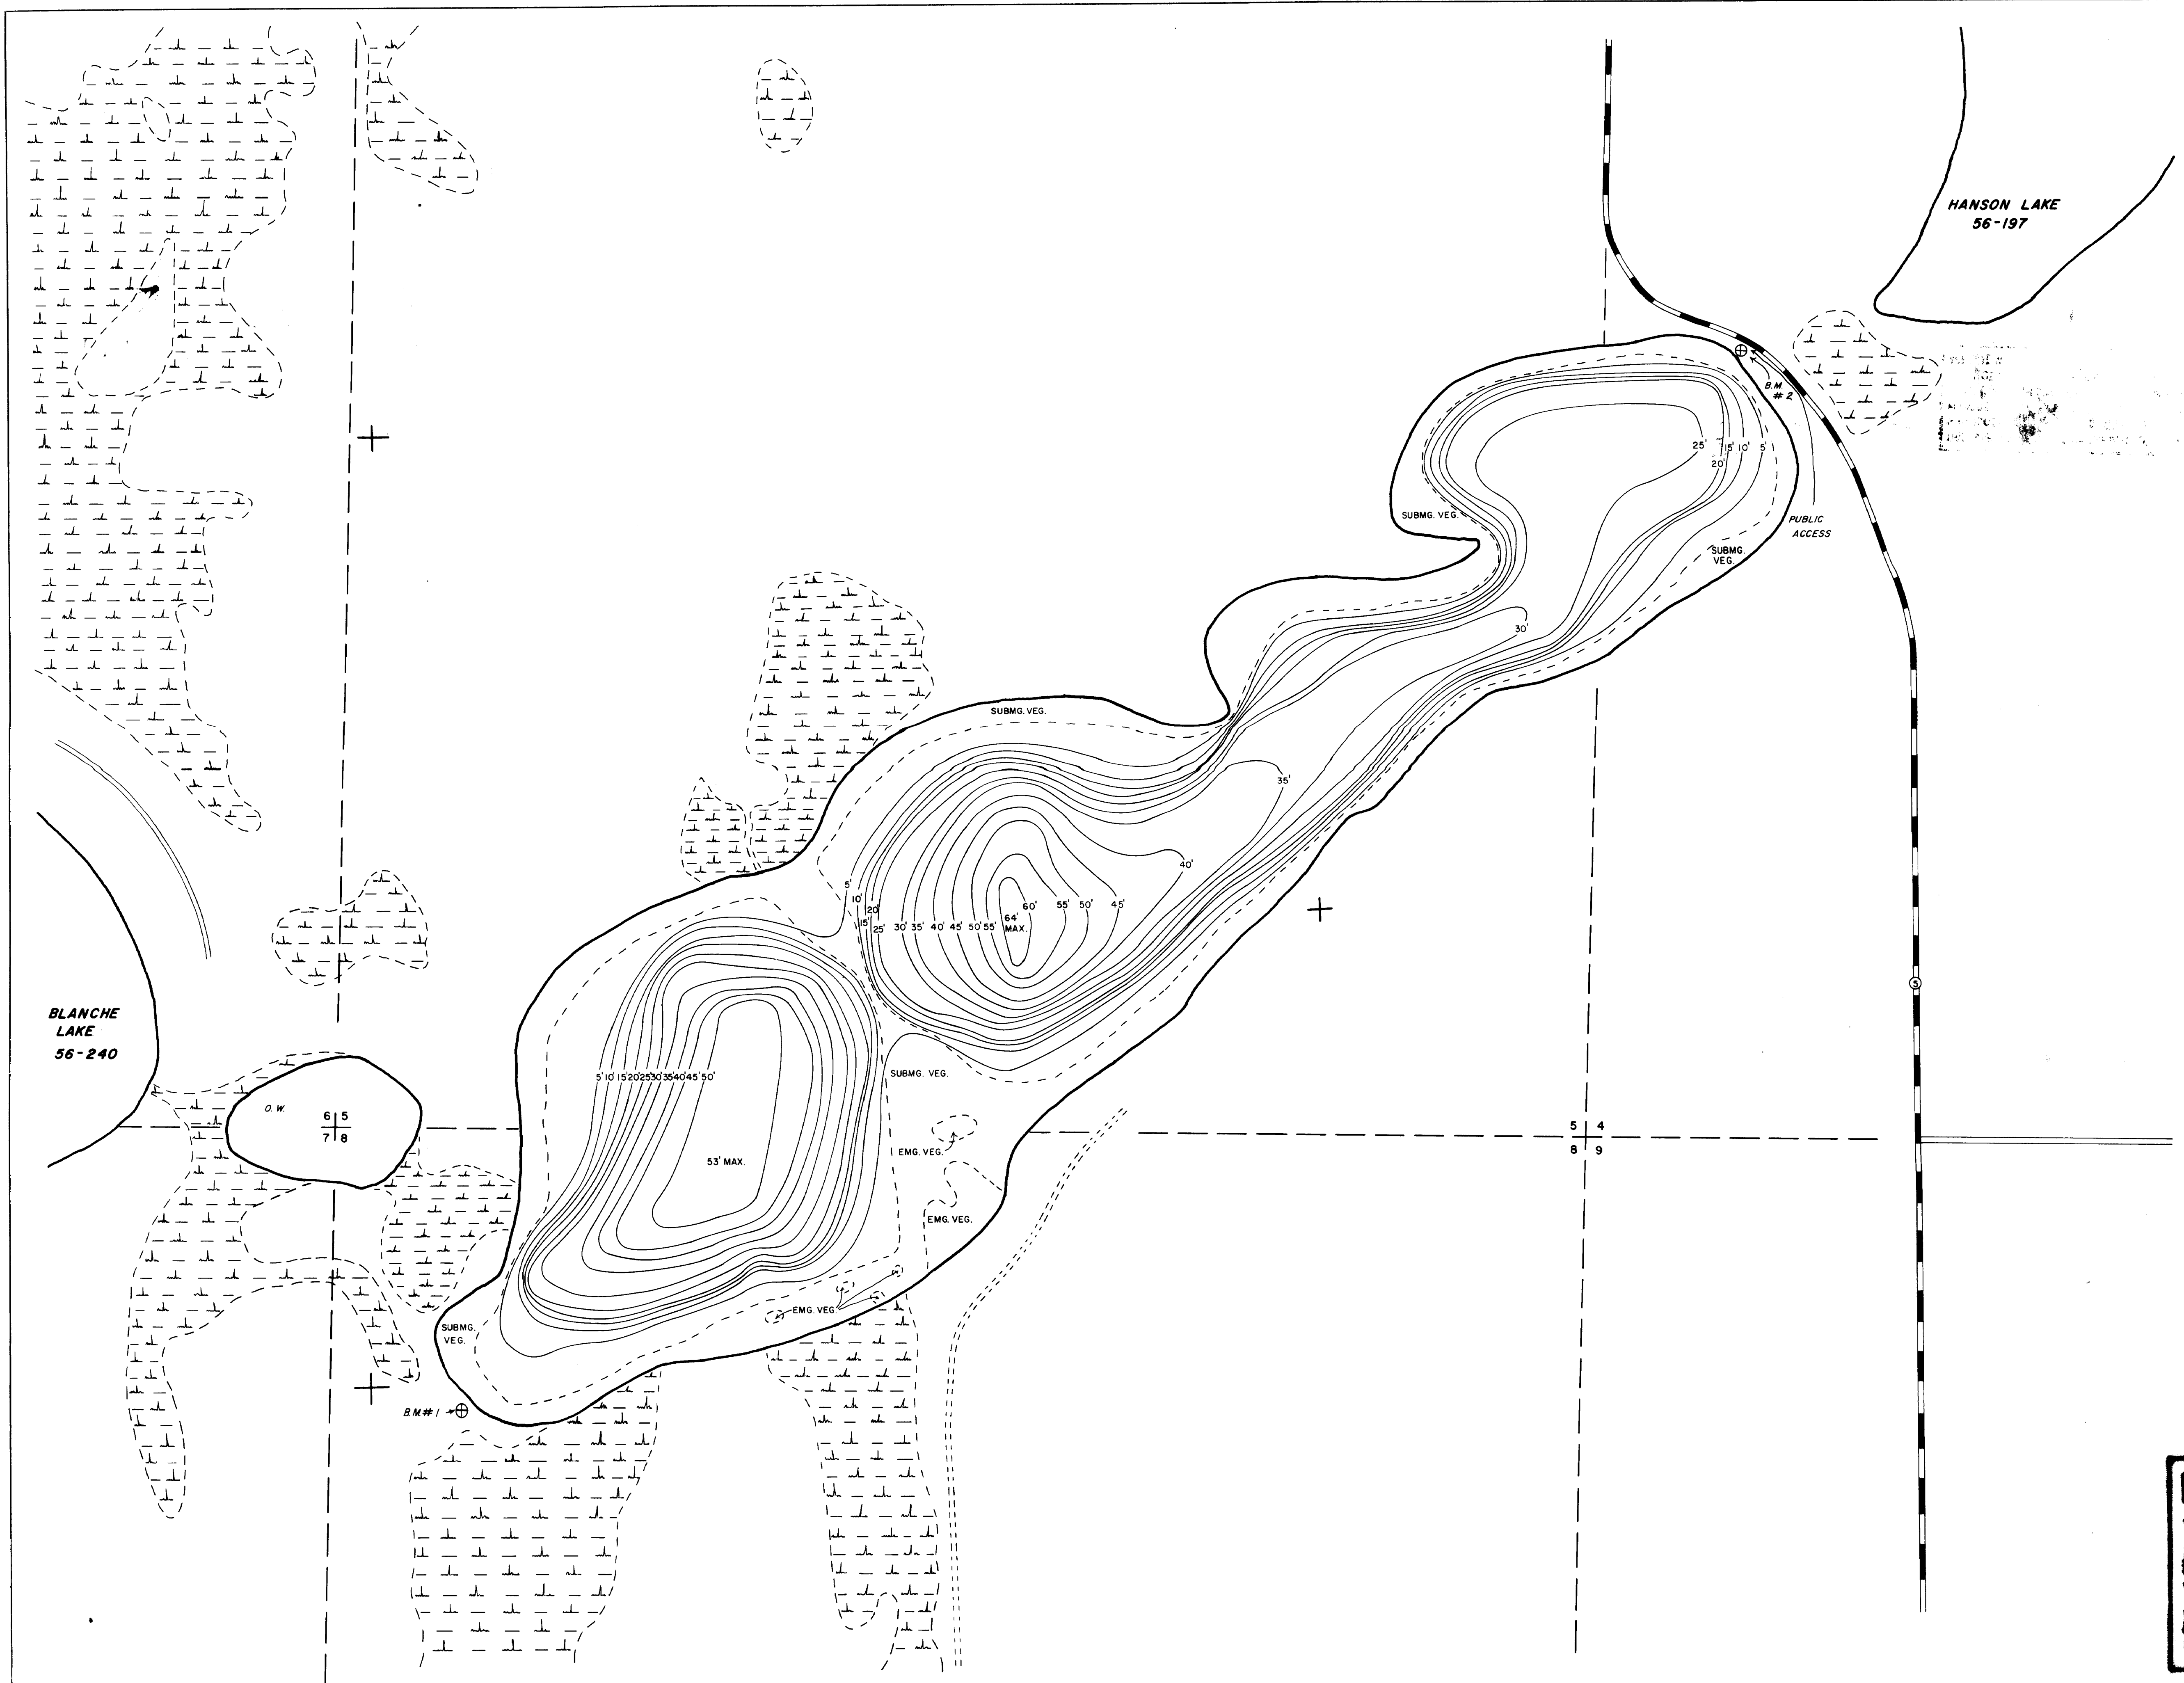 HANSON LAKE
56-197
B.M.
# 2
25' 15' 10' 5'
20'
SUBMG. VEG.
PUBLIC
ACCESS
SUBMG.
VEG.
30'
SUBMG. VEG.
35'
40'
5'
10'
20'
15'
25' 30' 35' 40' 45' 50' 55'
64'
MAX.
60' 55' 50' 45'
5
BLANCHE
LAKE
56-240
5' 10' 15' 20' 25' 30' 35' 40' 45' 50'
SUBMG. VEG.
O. W.
6 5
7 8
5 4
8 9
53' MAX.
EMG. VEG.
EMG. VEG.
EMG. VEG.
SUBMG.
VEG.
B.M.# 1